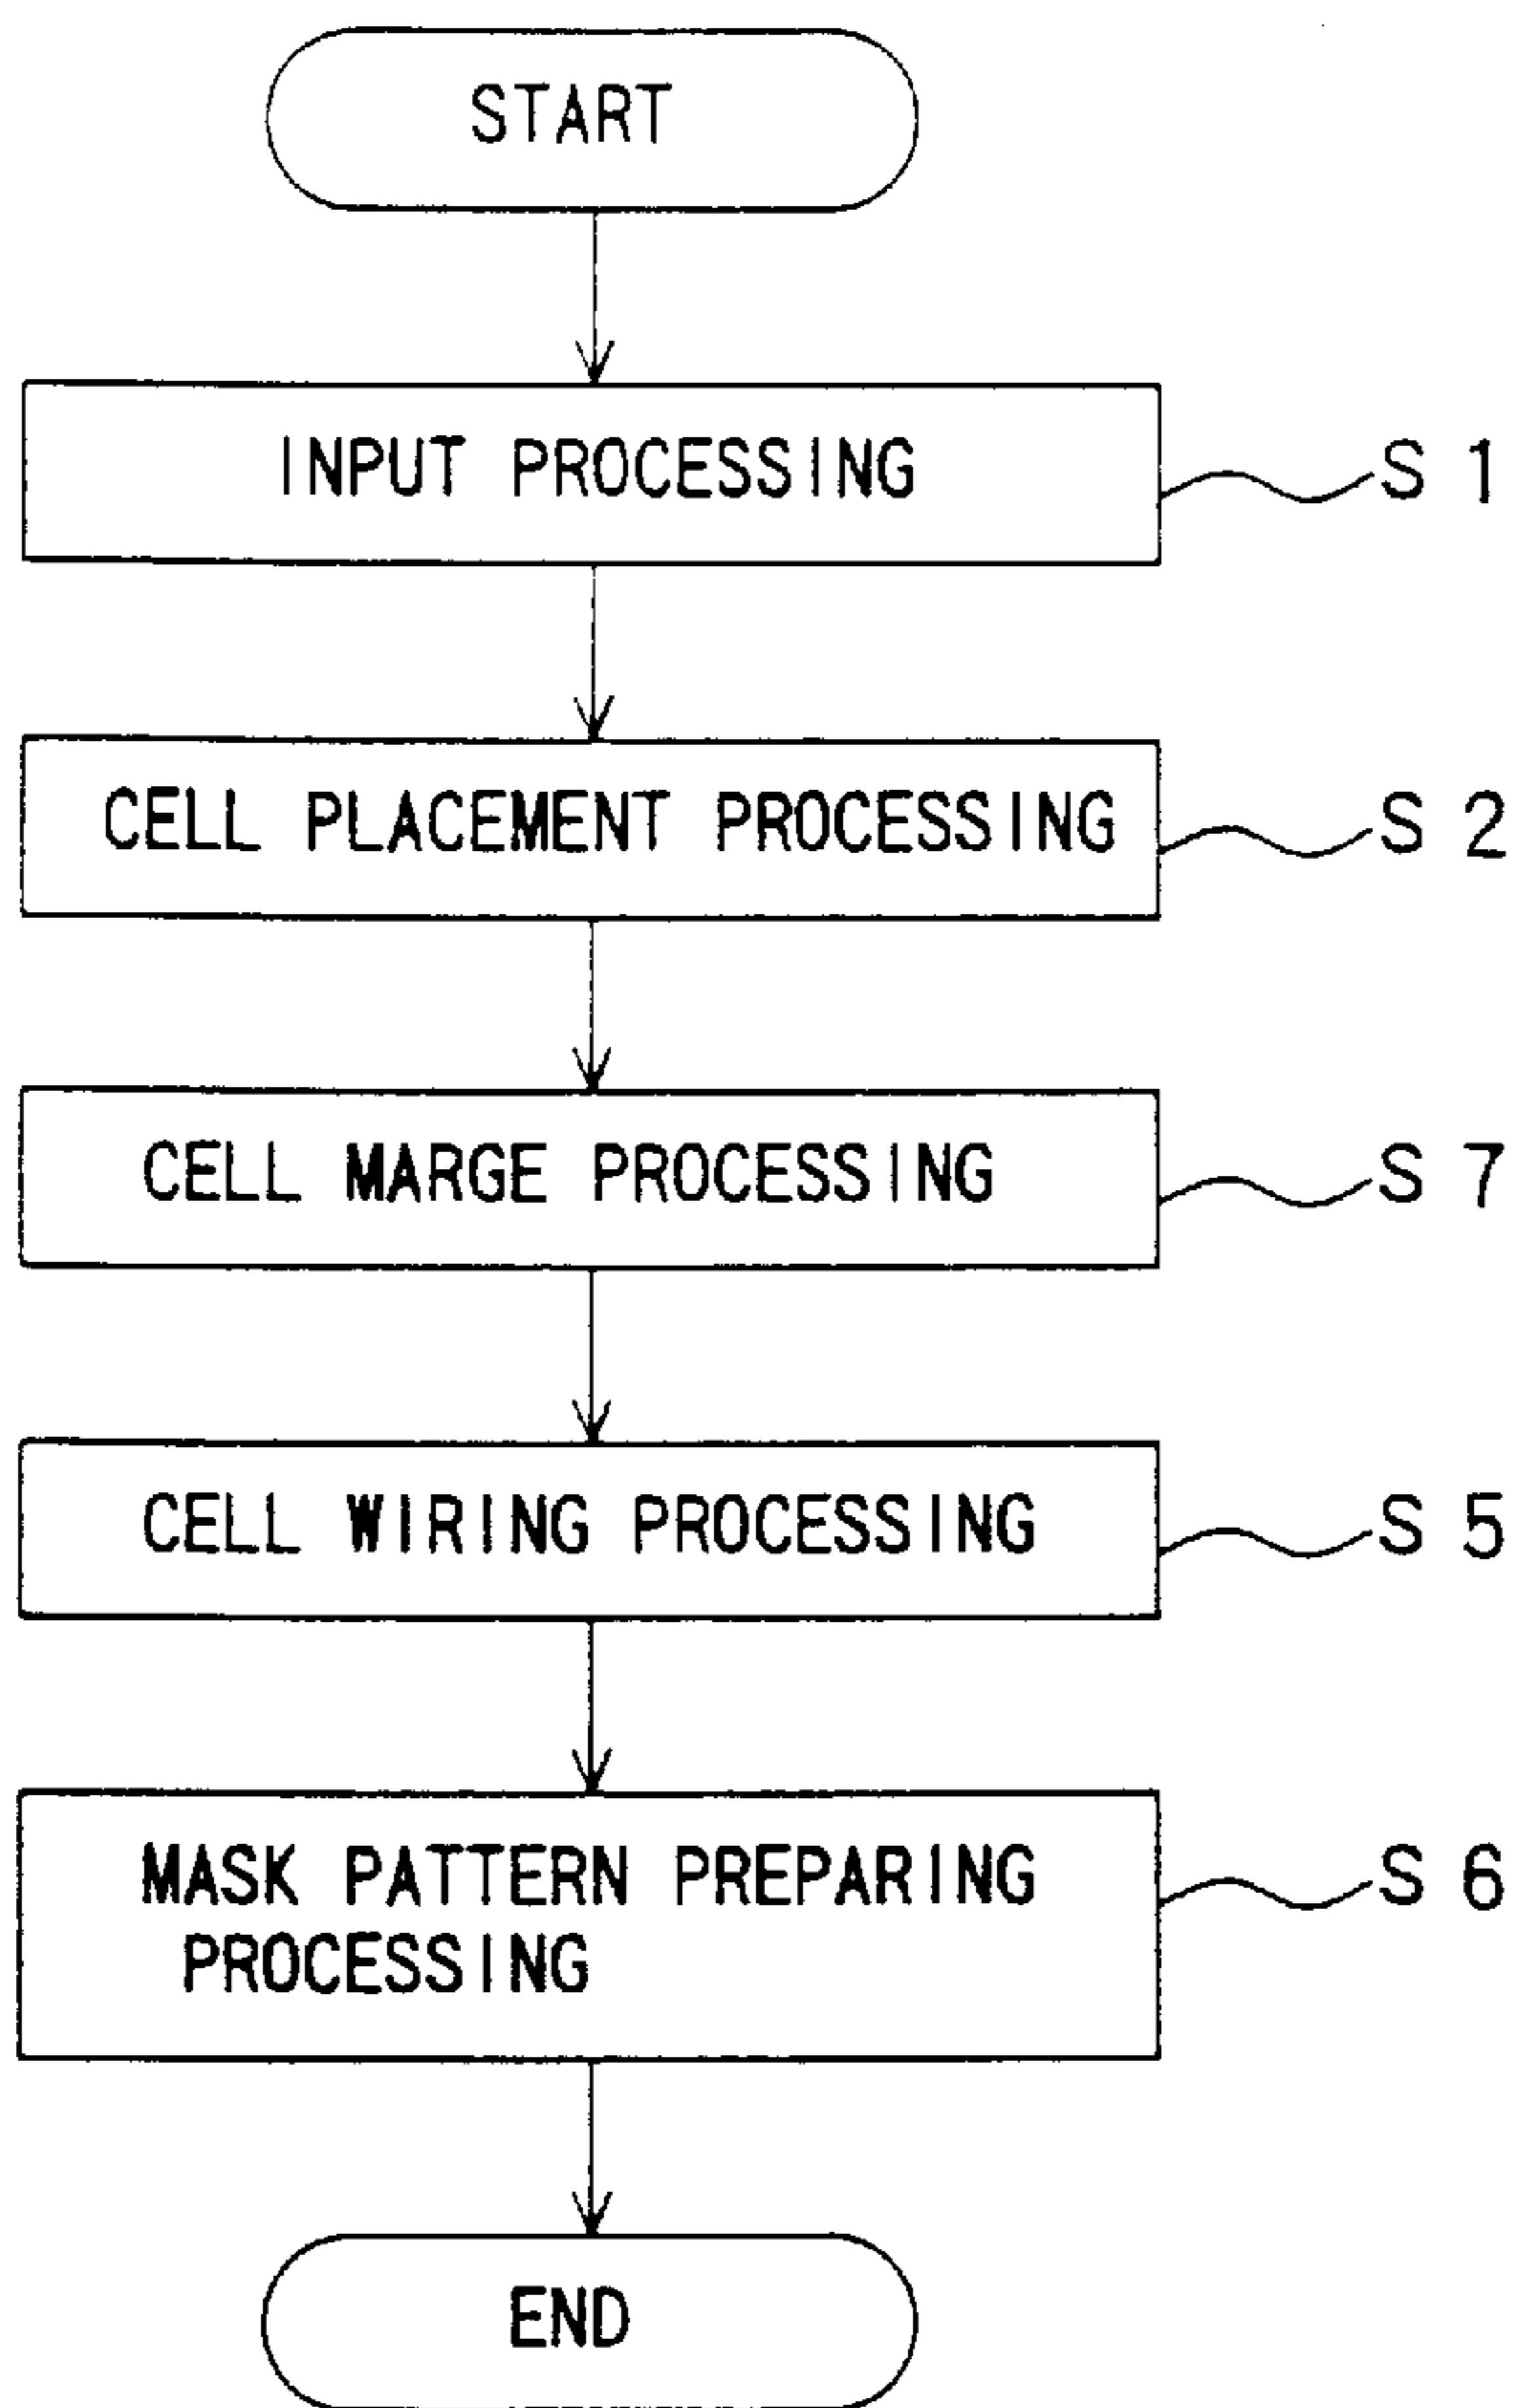 START
INPUT PROCESSING
S 1
CELL PLACEMENT PROCESSING
S 2
CELL MARGE PROCESSING
S 7
CELL WIRING PROCESSING
S 5
MASK PATTERN PREPARING
PROCESSING
S 6
END